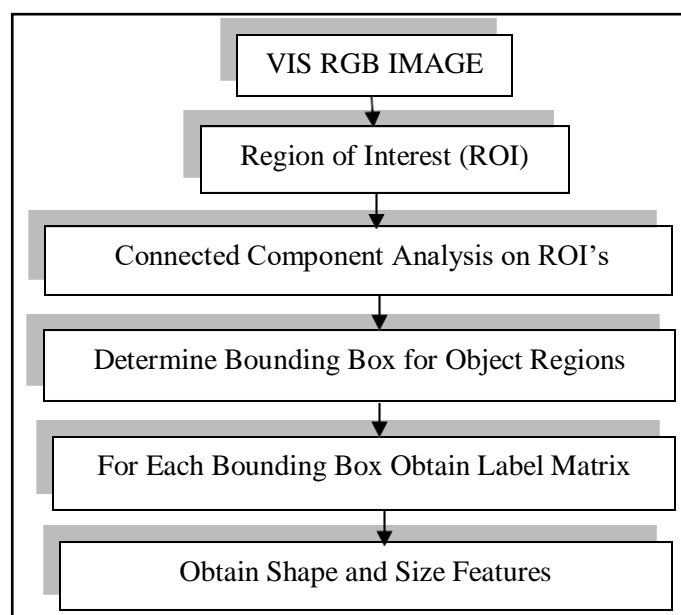 VIS RGB IMAGE
Region of Interest (ROI)
Connected Component Analysis on ROI’s
Determine Bounding Box for Object Regions
For Each Bounding Box Obtain Label Matrix
Obtain Shape and Size Features